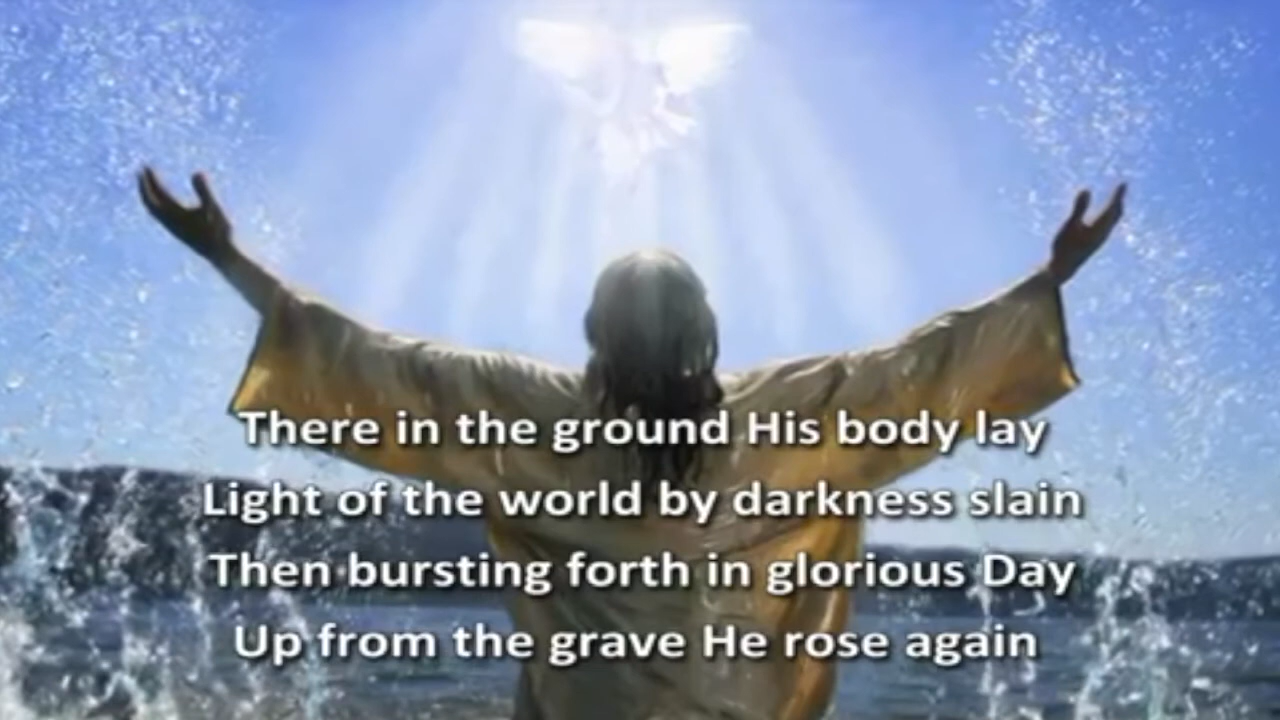 There in the ground His body lay
Light of the world by darkness slain
Then bursting forth in glorious Day
Up from the grave He rose again